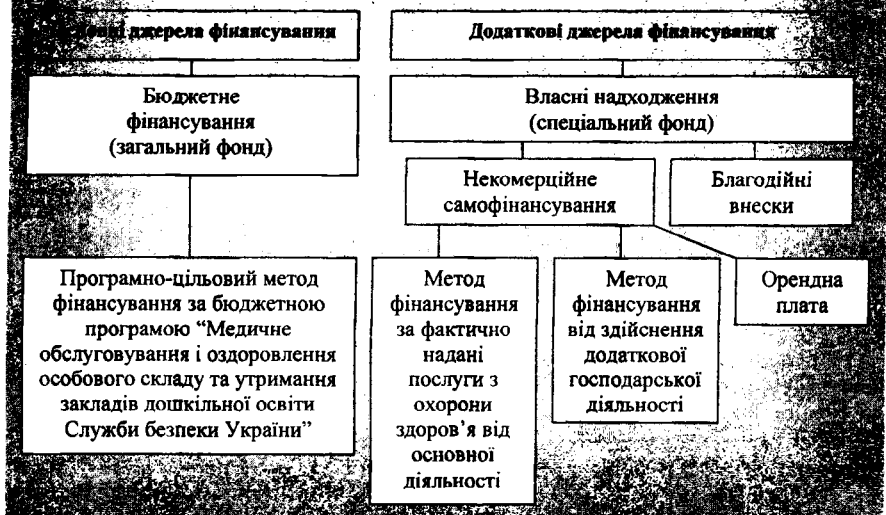 джерела фінансування
Додаткові джерела фінансування
Бюджетне
фінансування
(загальний фонд)
Власні надходження
(спеціальний фонд)
Некомерційне
самофінансування
Благодійні
внески
Програмно-цільовий метод
фінансування за бюджетною
програмою “Медичне
обслуговування і оздоровлення
особового складу та утримання
закладів дошкільної освіти
Служби безпеки України”
Метод
фінансування
за фактично
надані
послуги з
охорони
здоров’я від
основної
діяльності
Метод
фінансування
від здійснення
додаткової
господарської
діяльності
Орендна
плата